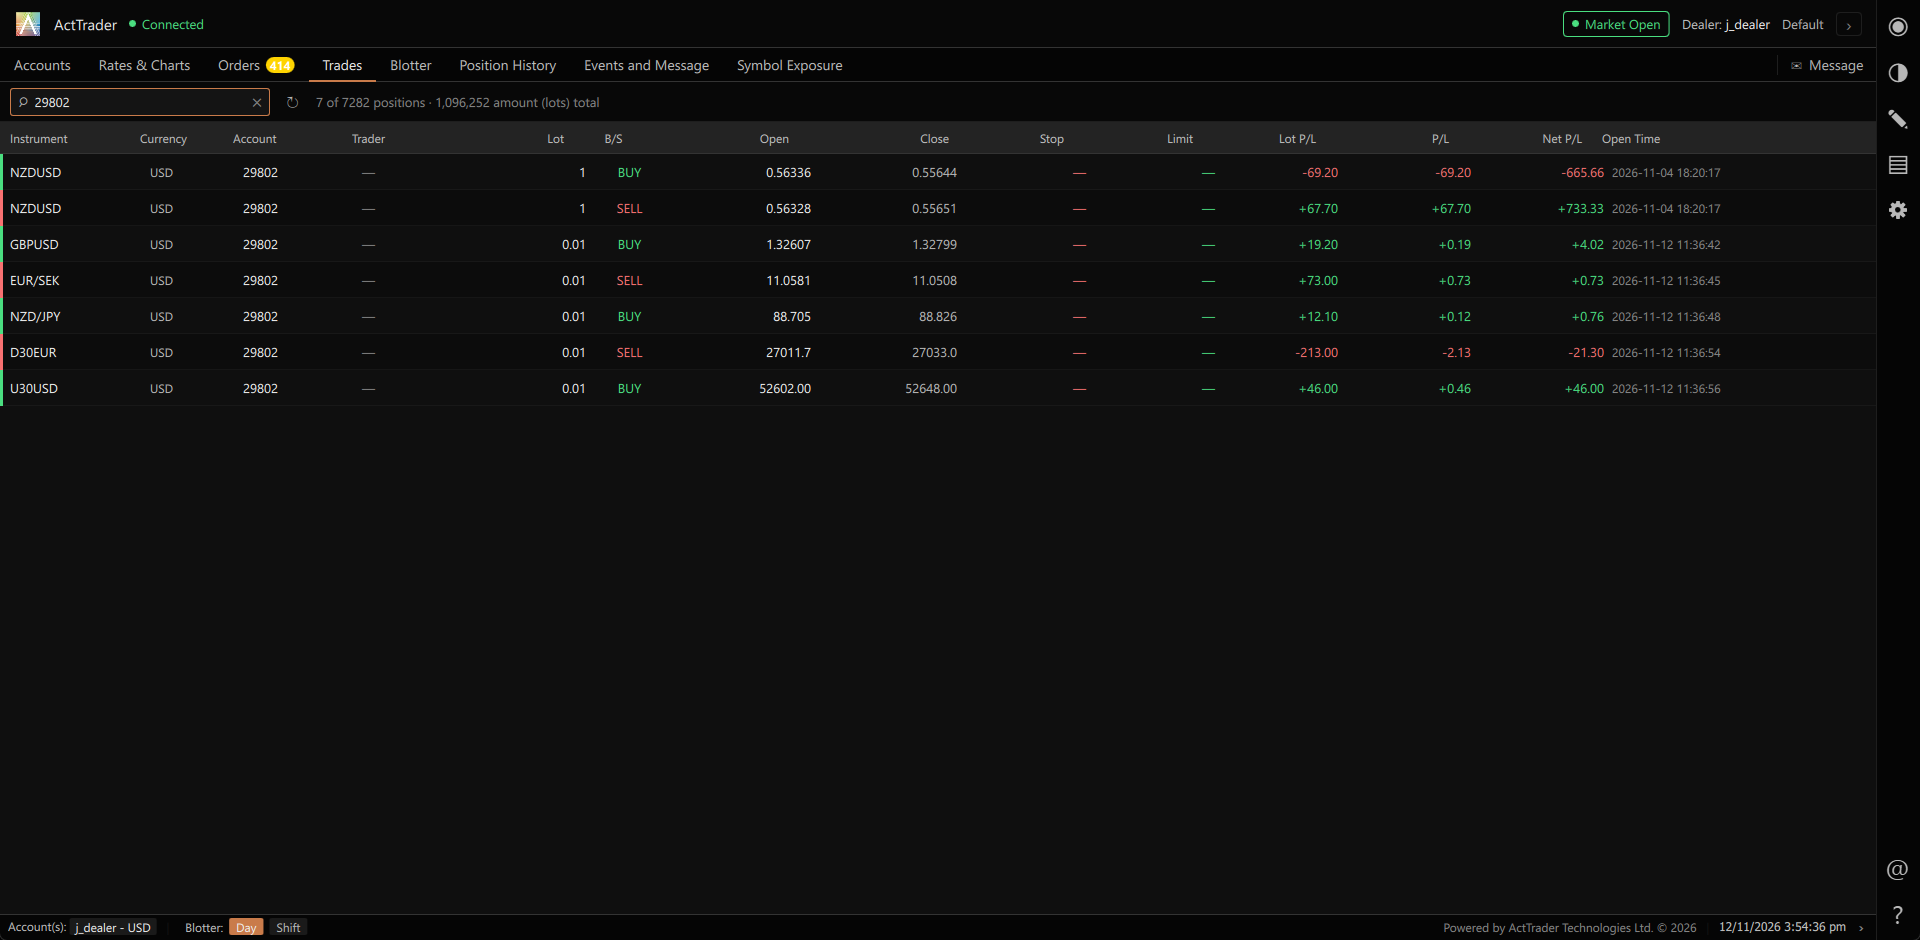 ActTrader Connected Market Open Dealer: j_dealer Default
Accounts Rates & Charts Orders 414 Trades Blotter Position History Events and Message Symbol Exposure Message
29802 7 of 7282 positions · 1,096,252 amount (lots) total
Instrument Currency Account Trader Lot B/S Open Close Stop Limit Lot P/L P/L Net P/L Open Time
NZDUSD USD 29802 — 1 BUY 0.56336 0.55644 — — -69.20 -69.20 -665.66 2026-11-04 18:20:17
NZDUSD USD 29802 — 1 SELL 0.56328 0.55651 — — +67.70 +67.70 +733.33 2026-11-04 18:20:17
GBPUSD USD 29802 — 0.01 BUY 1.32607 1.32799 — — +19.20 +0.19 +4.02 2026-11-12 11:36:42
EUR/SEK USD 29802 — 0.01 SELL 11.0581 11.0508 — — +73.00 +0.73 +0.73 2026-11-12 11:36:45
NZD/JPY USD 29802 — 0.01 BUY 88.705 88.826 — — +12.10 +0.12 +0.76 2026-11-12 11:36:48
D30EUR USD 29802 — 0.01 SELL 27011.7 27033.0 — — -213.00 -2.13 -21.30 2026-11-12 11:36:54
U30USD USD 29802 — 0.01 BUY 52602.00 52648.00 — — +46.00 +0.46 +46.00 2026-11-12 11:36:56
Account(s): j_dealer - USD Blotter: Day Shift Powered by ActTrader Technologies Ltd. © 2026 12/11/2026 3:54:36 pm